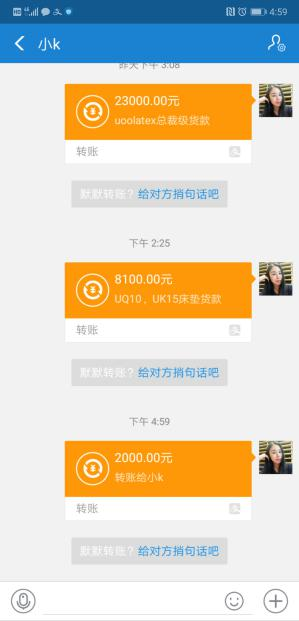 4:59
小k
昨天下午 3:08
23000.00元
uoolatex总裁级货款
转账
默默转账？给对方捎句话吧
下午 2:25
8100.00元
UQ10，UK15床垫货款
转账
默默转账？给对方捎句话吧
下午 4:59
2000.00元
转账给小k
转账
默默转账？给对方捎句话吧